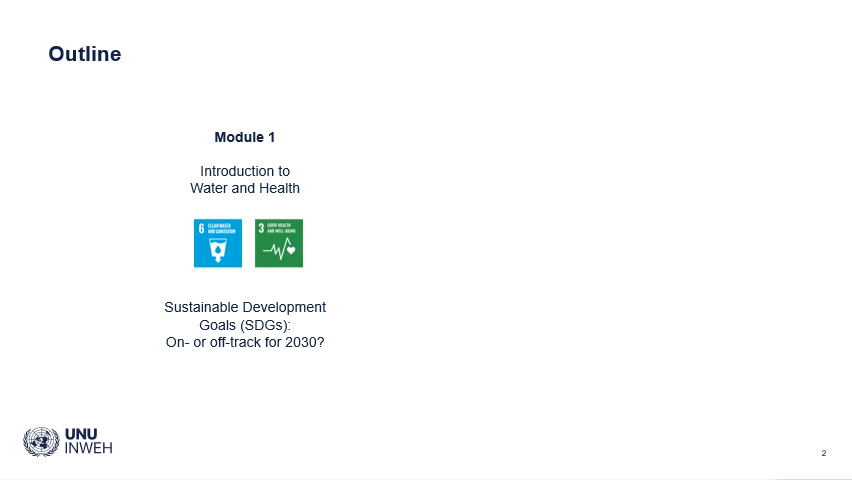 Outline
Module 1
Introduction to
Water and Health
6 CLEAN WATER
AND SANITATION
3 GOOD HEALTH
AND WELL-BEING
Sustainable Development
Goals (SDGs):
On- or off-track for 2030?
UNU
INWEH
2